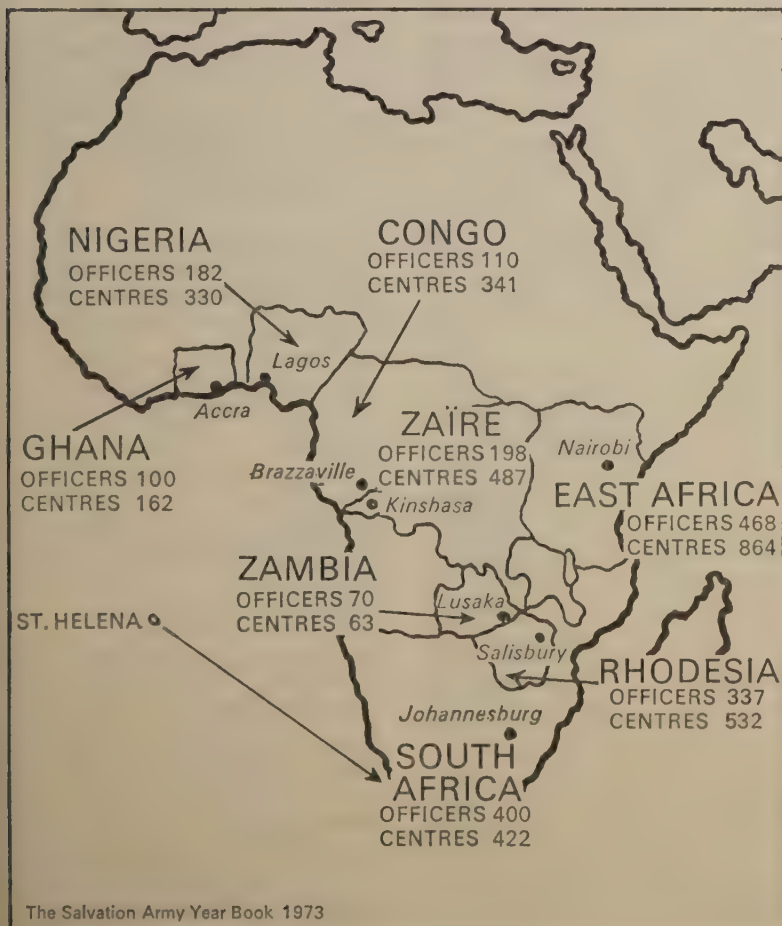 NIGERIA
OFFICERS 182
CENTRES 330
CONGO
OFFICERS 110
CENTRES 341
Lagos
Accra
GHANA
OFFICERS 100
CENTRES 162
ZAÏRE
OFFICERS 198
CENTRES 487
Brazzaville
Kinshasa
Nairobi
EAST AFRICA
OFFICERS 468
CENTRES 864
ZAMBIA
OFFICERS 70
CENTRES 63
Lusaka
ST. HELENA
Salisbury
RHODESIA
OFFICERS 337
CENTRES 532
Johannesburg
SOUTH
AFRICA
OFFICERS 400
CENTRES 422
The Salvation Army Year Book 1973